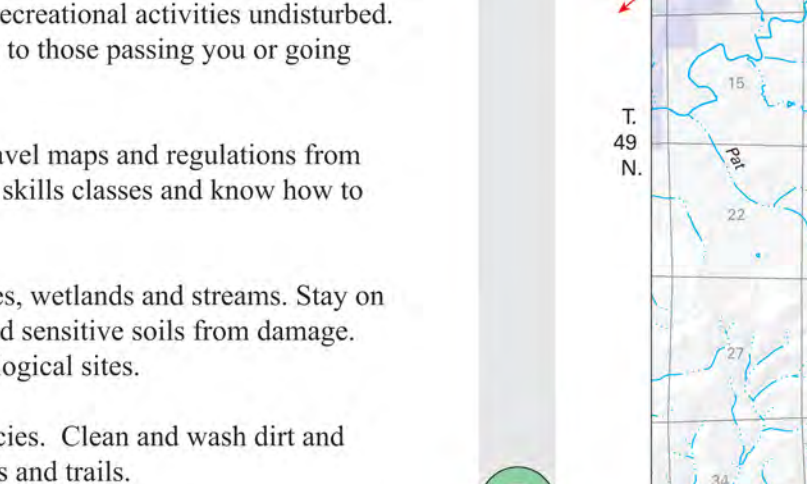 ecreational activities undisturbed.
to those passing you or going
avel maps and regulations from
skills classes and know how to
es, wetlands and streams. Stay on
d sensitive soils from damage.
logical sites.
cies. Clean and wash dirt and
s and trails.
T.
49
N.
15
Pat
22
27
34